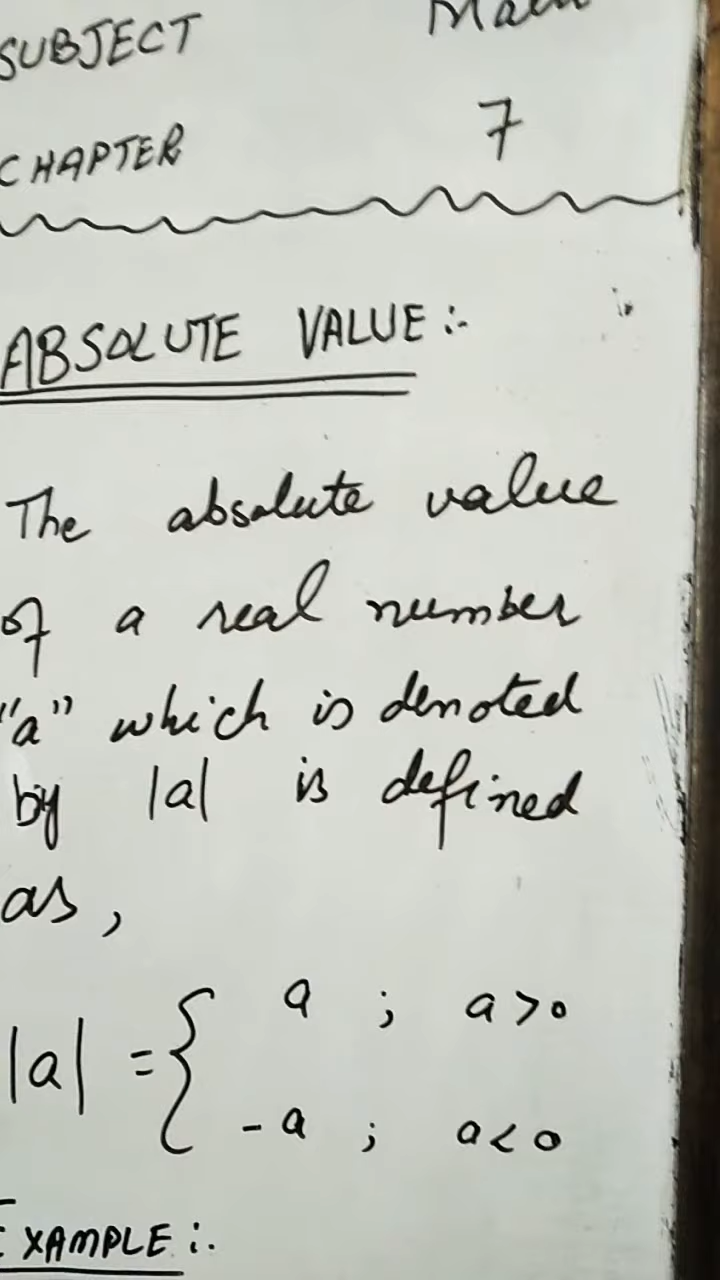 SUBJECT Math
CHAPTER 7
ABSOLUTE VALUE :-
The absolute value
of a real number
"a" which is denoted
by |a| is defined
as,
|a| = { a ; a>0
-a ; a<0
EXAMPLE :-